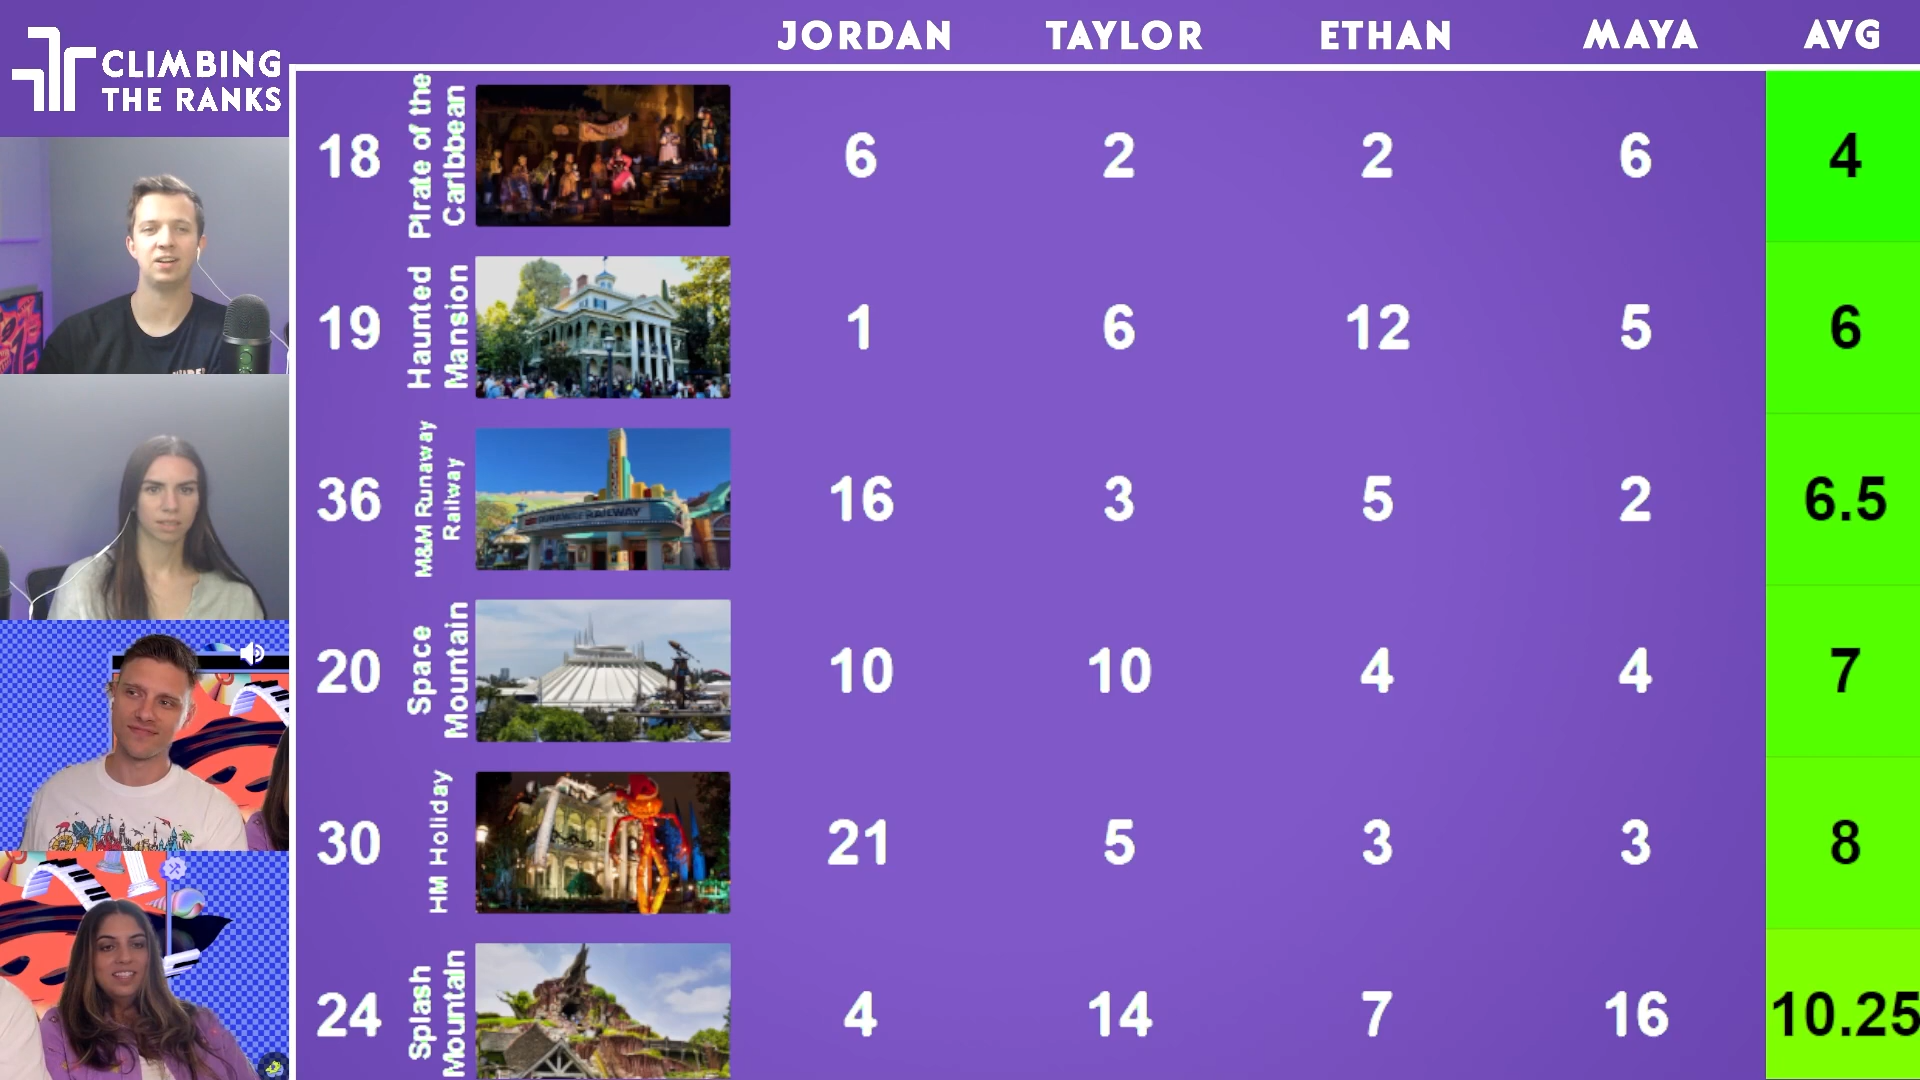 CLIMBING
THE RANKS
JORDAN TAYLOR ETHAN MAYA AVG
18 Pirate of the
Caribbean 6 2 2 6 4
19 Haunted
Mansion 1 6 12 5 6
36 M&M Runaway
Railway 16 3 5 2 6.5
RUNAWAY RAILWAY
20 Space
Mountain 10 10 4 4 7
30 HM Holiday 21 5 3 3 8
24 Splash
Mountain 4 14 7 16 10.25